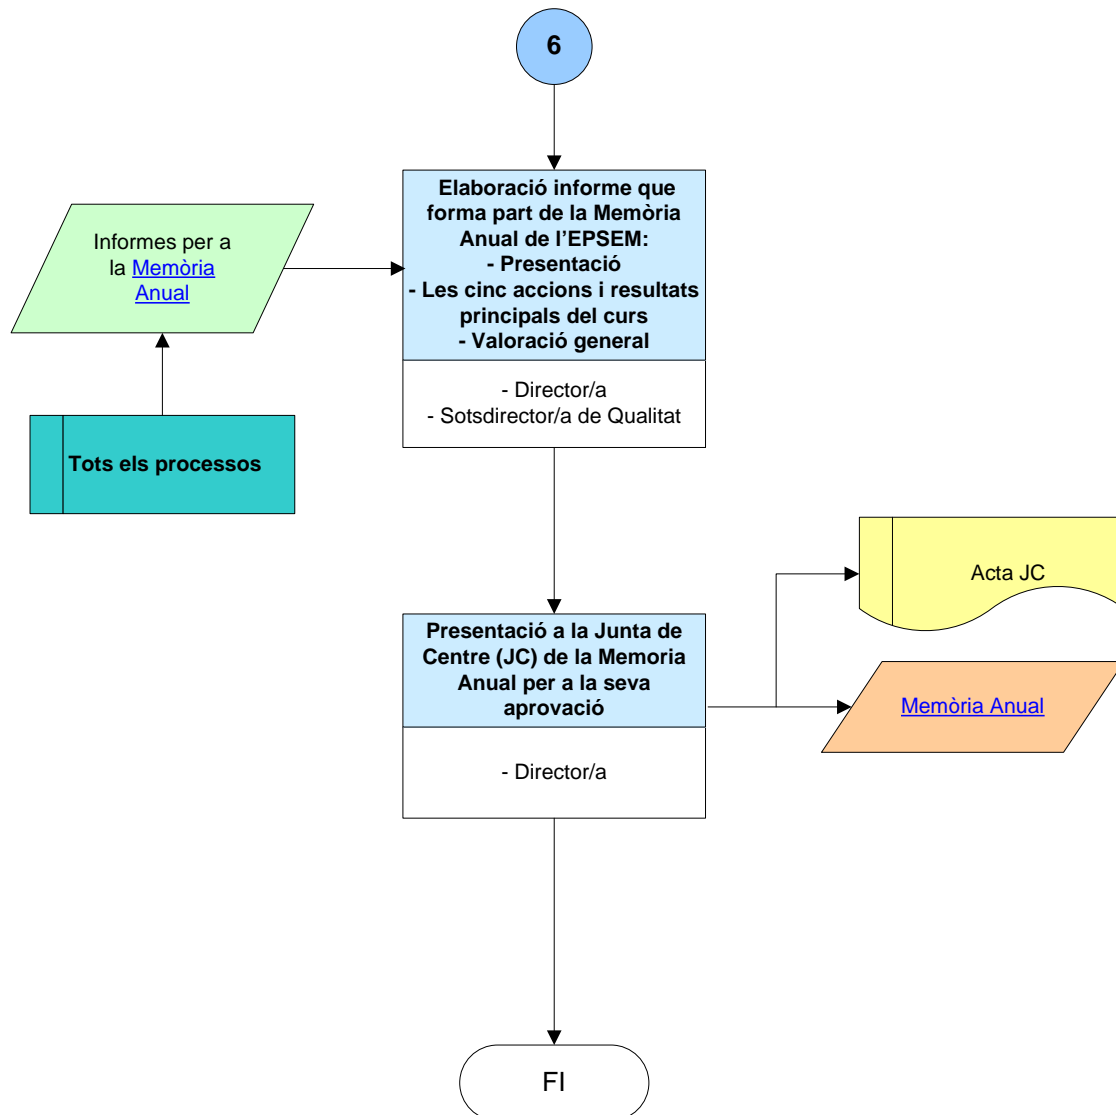 6
Elaboració informe que
forma part de la Memòria
Anual de l’EPSEM:
- Presentació
- Les cinc accions i resultats
principals del curs
- Valoració general
- Director/a
- Sotsdirector/a de Qualitat
Informes per a
la Memòria
Anual
Tots els processos
Presentació a la Junta de
Centre (JC) de la Memoria
Anual per a la seva
aprovació
- Director/a
Acta JC
Memòria Anual
FI